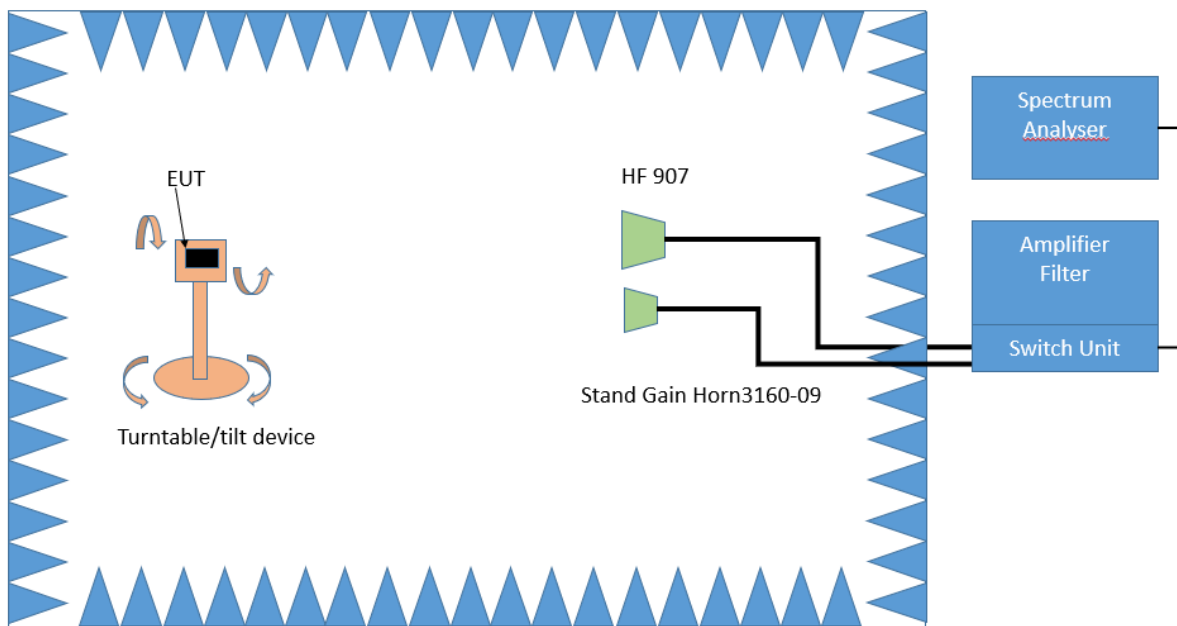 EUT
Turntable/tilt device
HF 907
Stand Gain Horn3160-09
Spectrum
Analyser
Amplifier
Filter
Switch Unit